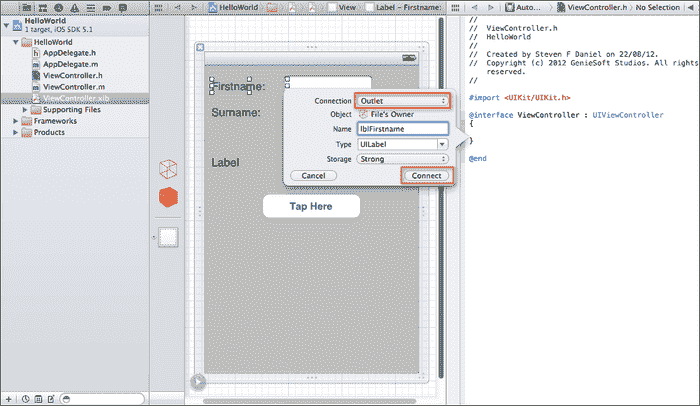 HelloWorld
View
Label - Firstname:
Auto...
ViewController.h
No Selection
HelloWorld
1 target, iOS SDK 5.1
HelloWorld
AppDelegate.h
AppDelegate.m
ViewController.h
ViewController.m
ViewController.xib
Supporting Files
Frameworks
Products
Firstname:
Surname:
Label
Tap Here
Connection Outlet
Object File's Owner
Name lblFirstname
Type UILabel
Storage Strong
Cancel Connect
//
// ViewController.h
// HelloWorld
//
// Created by Steven F Daniel on 22/08/12.
// Copyright (c) 2012 GenieSoft Studios. All rights
reserved.
//
#import <UIKit/UIKit.h>
@interface ViewController : UIViewController
{
}
@end